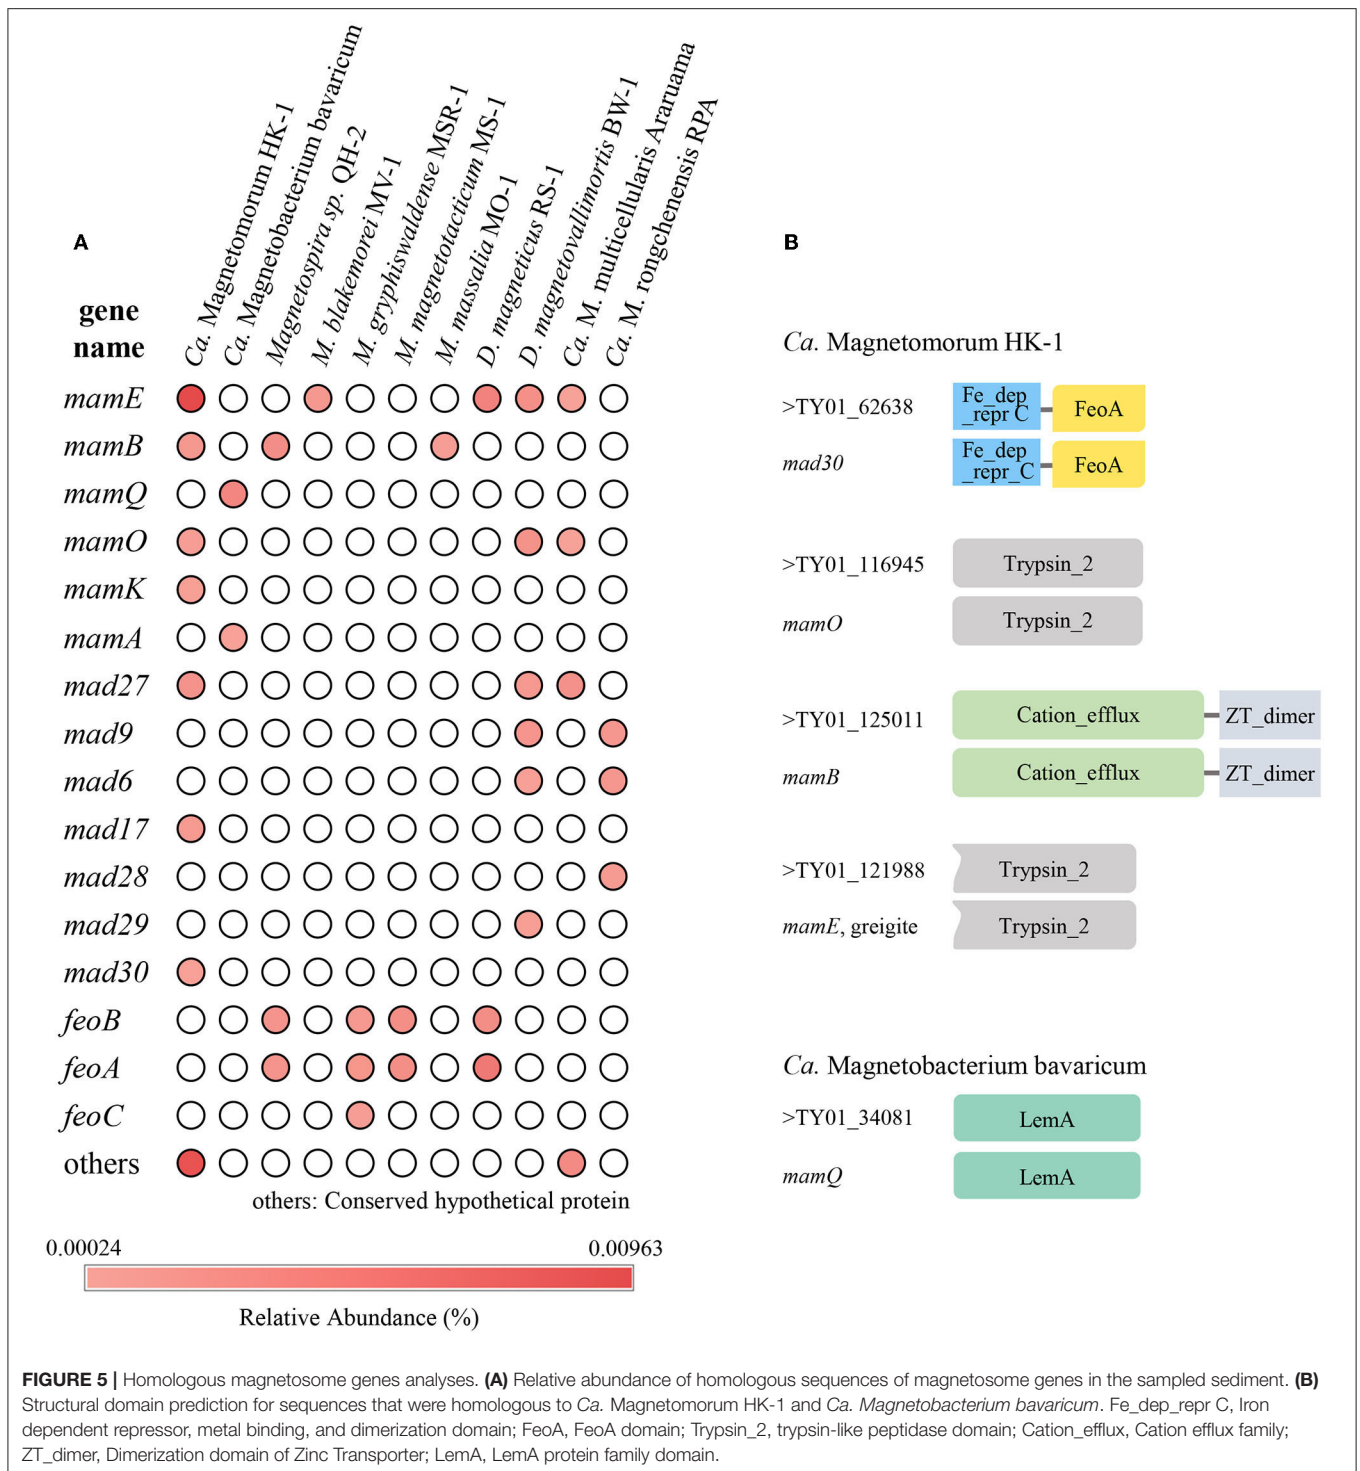 A
gene
name
Ca. Magnetomorum HK-1
Ca. Magnetobacterium bavaricum
Magnetospira sp. QH-2
M. blakemorei MV-1
M. gryphiswaldense MSR-1
M. magnetotacticum MS-1
M. massalia MO-1
D. magneticus RS-1
D. magnetovallimortis BW-1
Ca. M. multicellularis Araruama
Ca. M. rongchenensis RPA
mamE
mamB
mamQ
mamO
mamK
mamA
mad27
mad9
mad6
mad17
mad28
mad29
mad30
feoB
feoA
feoC
others
others: Conserved hypothetical protein
0.00024 0.00963
Relative Abundance (%)
B
Ca. Magnetomorum HK-1
>TY01_62638
Fe_dep
_repr C
FeoA
mad30
Fe_dep
_repr_C
FeoA
>TY01_116945
Trypsin_2
mamO
Trypsin_2
>TY01_125011
Cation_efflux
ZT_dimer
mamB
Cation_efflux
ZT_dimer
>TY01_121988
Trypsin_2
mamE, greigite
Trypsin_2
Ca. Magnetobacterium bavaricum
>TY01_34081
LemA
mamQ
LemA
FIGURE 5 | Homologous magnetosome genes analyses. (A) Relative abundance of homologous sequences of magnetosome genes in the sampled sediment. (B)
Structural domain prediction for sequences that were homologous to Ca. Magnetomorum HK-1 and Ca. Magnetobacterium bavaricum. Fe_dep_repr C, Iron
dependent repressor, metal binding, and dimerization domain; FeoA, FeoA domain; Trypsin_2, trypsin-like peptidase domain; Cation_efflux, Cation efflux family;
ZT_dimer, Dimerization domain of Zinc Transporter; LemA, LemA protein family domain.